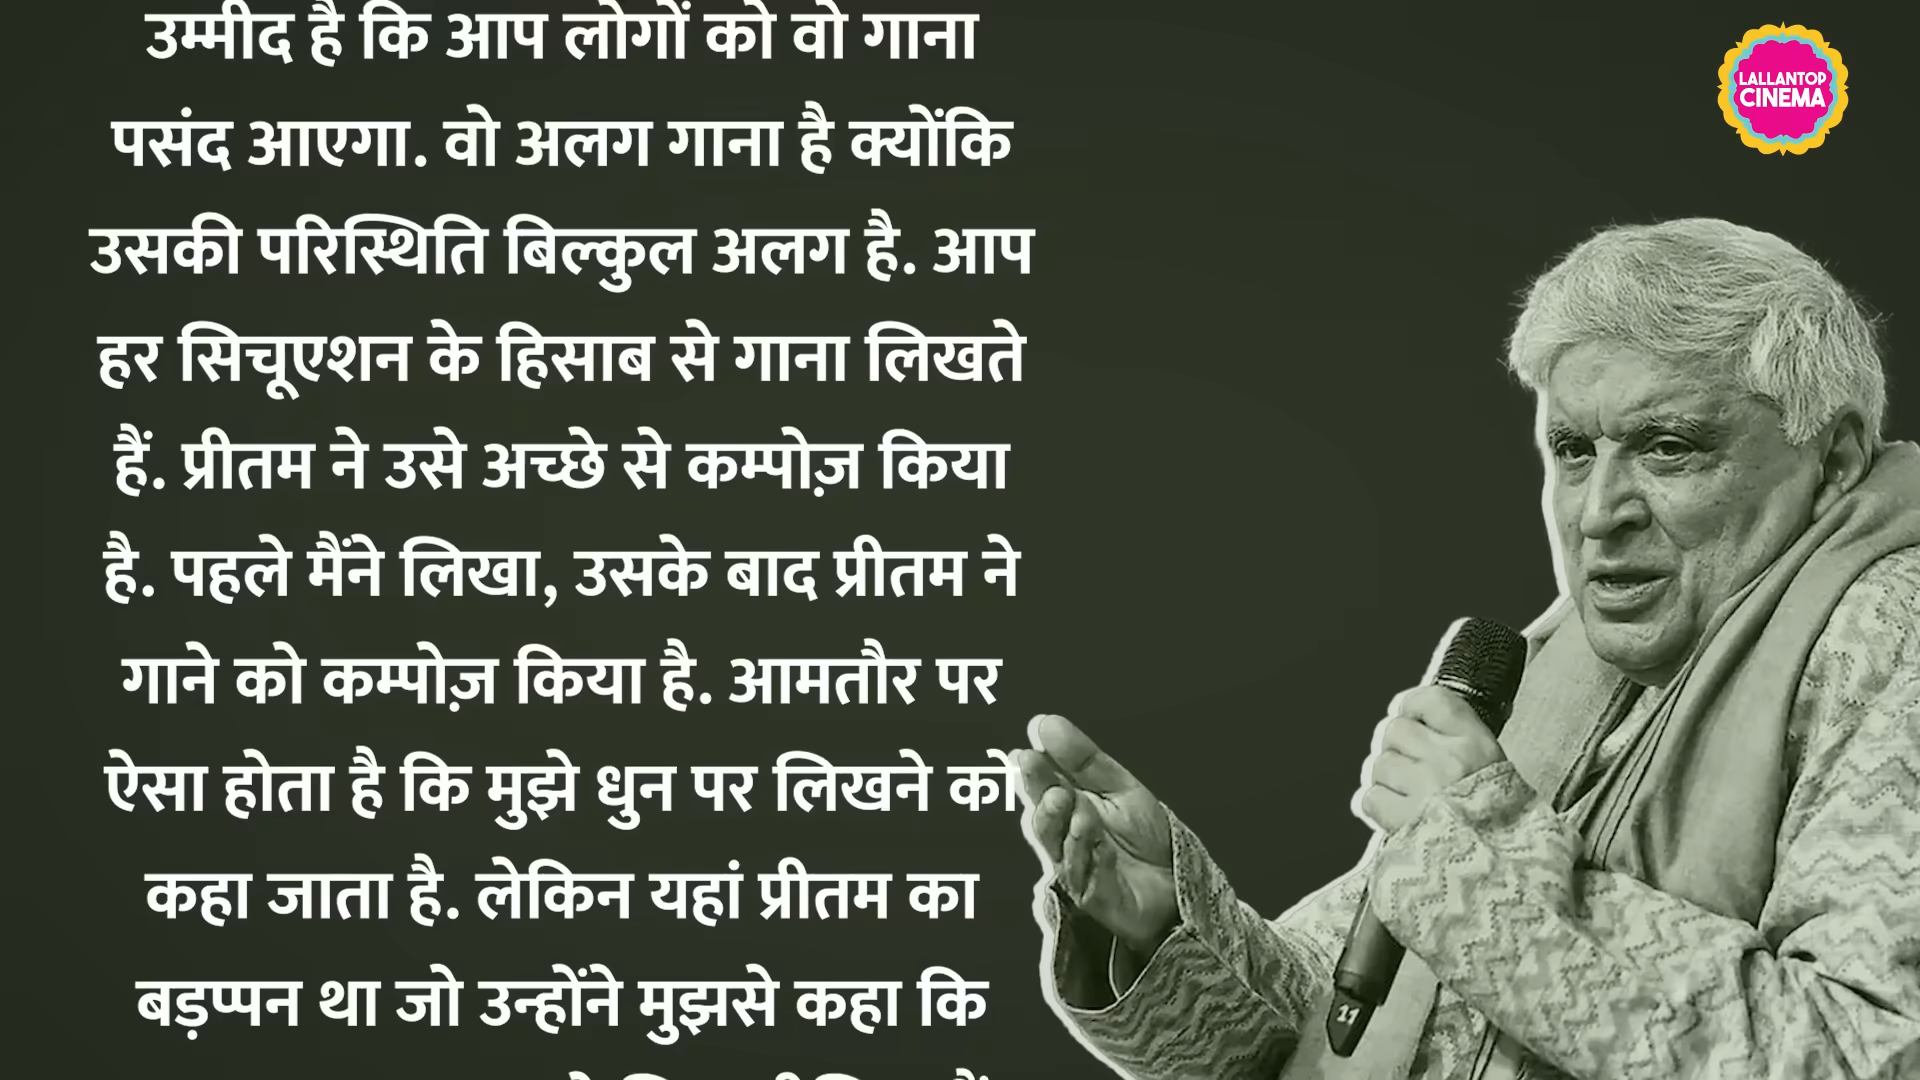 उम्मीद है कि आप लोगों को वो गाना
पसंद आएगा. वो अलग गाना है क्योंकि
उसकी परिस्थिति बिल्कुल अलग है. आप
हर सिचूएशन के हिसाब से गाना लिखते
हैं. प्रीतम ने उसे अच्छे से कम्पोज़ किया
है. पहले मैंने लिखा, उसके बाद प्रीतम ने
गाने को कम्पोज़ किया है. आमतौर पर
ऐसा होता है कि मुझे धुन पर लिखने को
कहा जाता है. लेकिन यहां प्रीतम का
बड़प्पन था जो उन्होंने मुझसे कहा कि
LALLANTOP
CINEMA
11